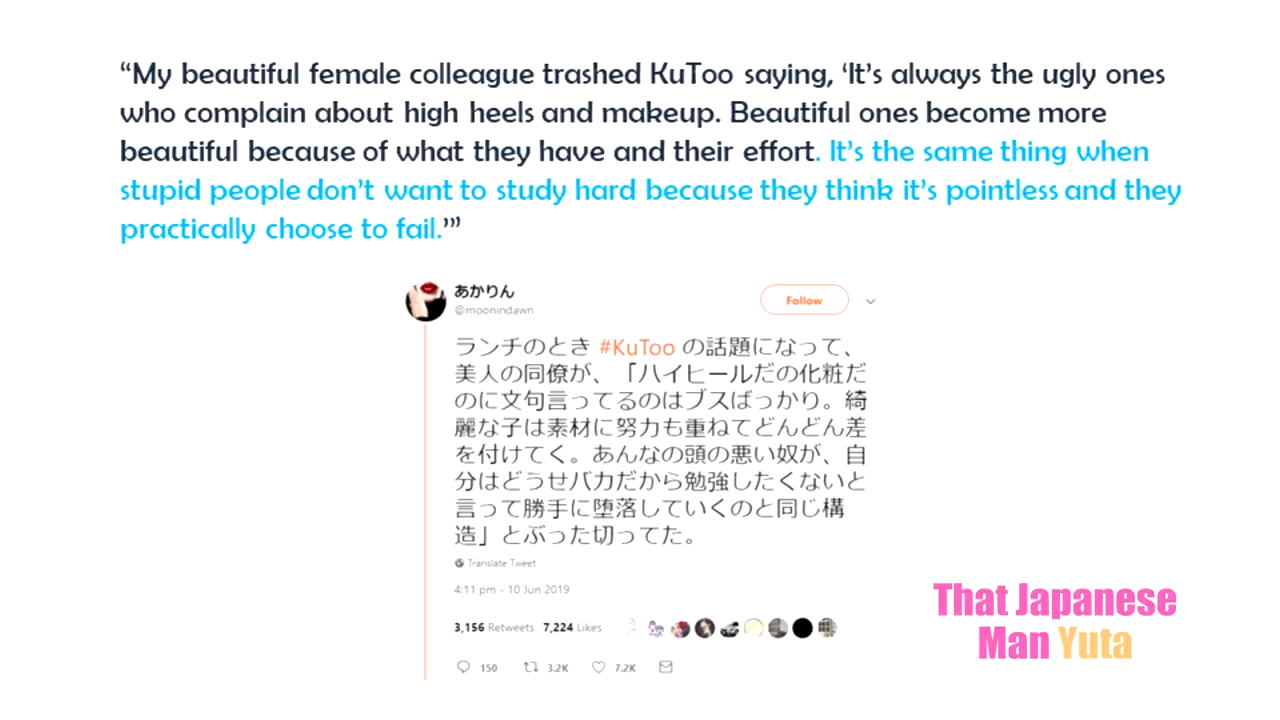 “My beautiful female colleague trashed KuToo saying, ‘It’s always the ugly ones
who complain about high heels and makeup. Beautiful ones become more
beautiful because of what they have and their effort. It’s the same thing when
stupid people don’t want to study hard because they think it’s pointless and they
practically choose to fail.’”
あかりん
@moonindawn
Follow
ランチのとき #KuToo の話題になって、
美人の同僚が、「ハイヒールだの化粧だ
のに文句言ってるのはブスばっかり。綺
麗な子は素材に努力も重ねてどんどん差
を付けてく。あんなの頭の悪い奴が、自
分はどうせバカだから勉強したくないと
言って勝手に堕落していくのと同じ構
造」とぶった切ってた。
Translate Tweet
4:11 pm - 10 Jun 2019
3,156 Retweets 7,224 Likes
150 3.2K 7.2K
That Japanese
Man Yuta